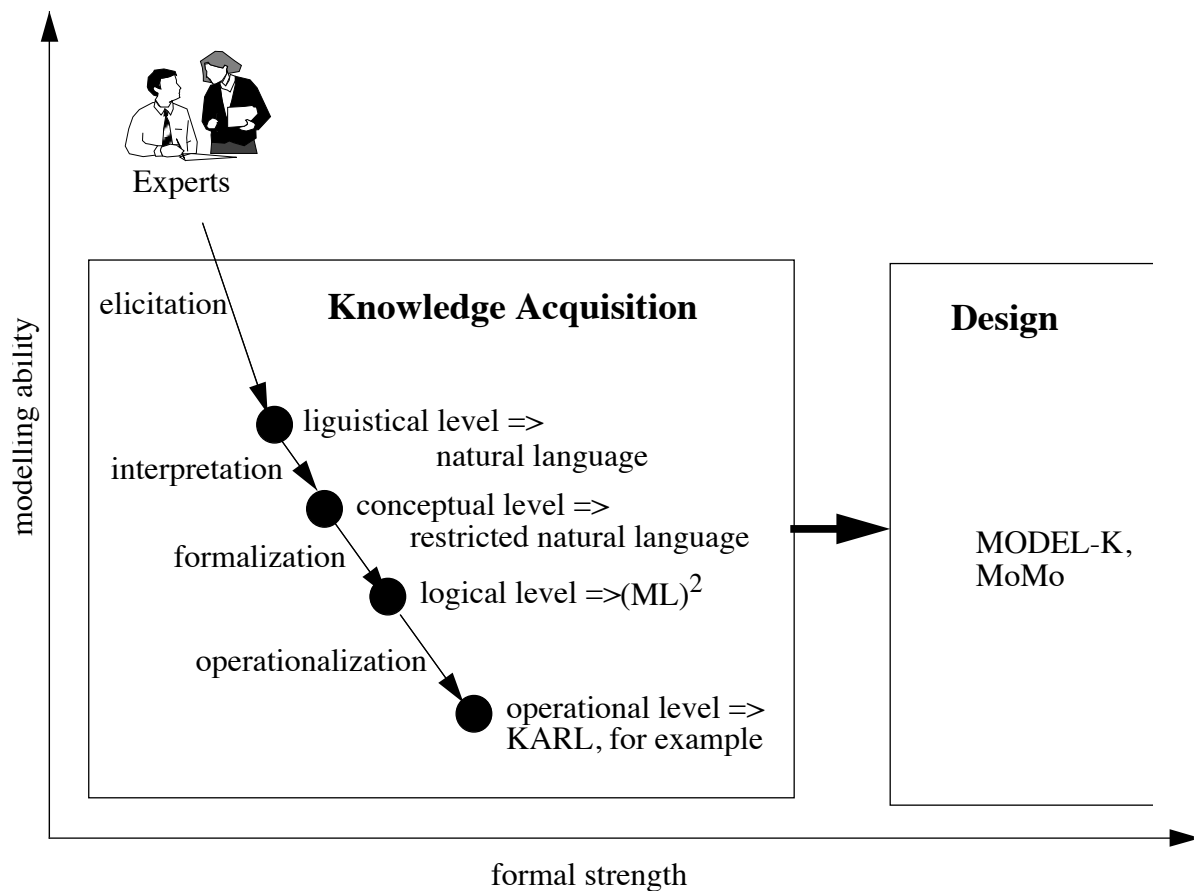 Experts
elicitation
Knowledge Acquisition
Design
modelling ability
liguistical level =>
natural language
interpretation
conceptual level =>
restricted natural language
formalization
MODEL-K,
MoMo
logical level =>(ML)²
operationalization
operational level =>
KARL, for example
formal strength